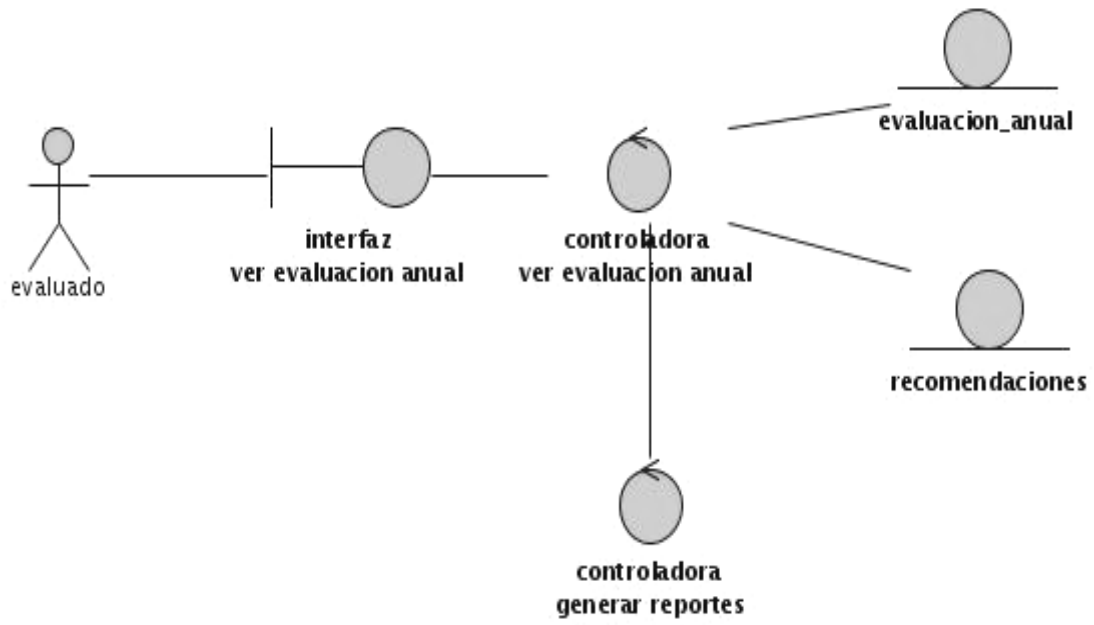 evaluacion_anual
interfaz
ver evaluacion anual
controladora
ver evaluacion anual
evaluado
recomendaciones
controladora
generar reportes